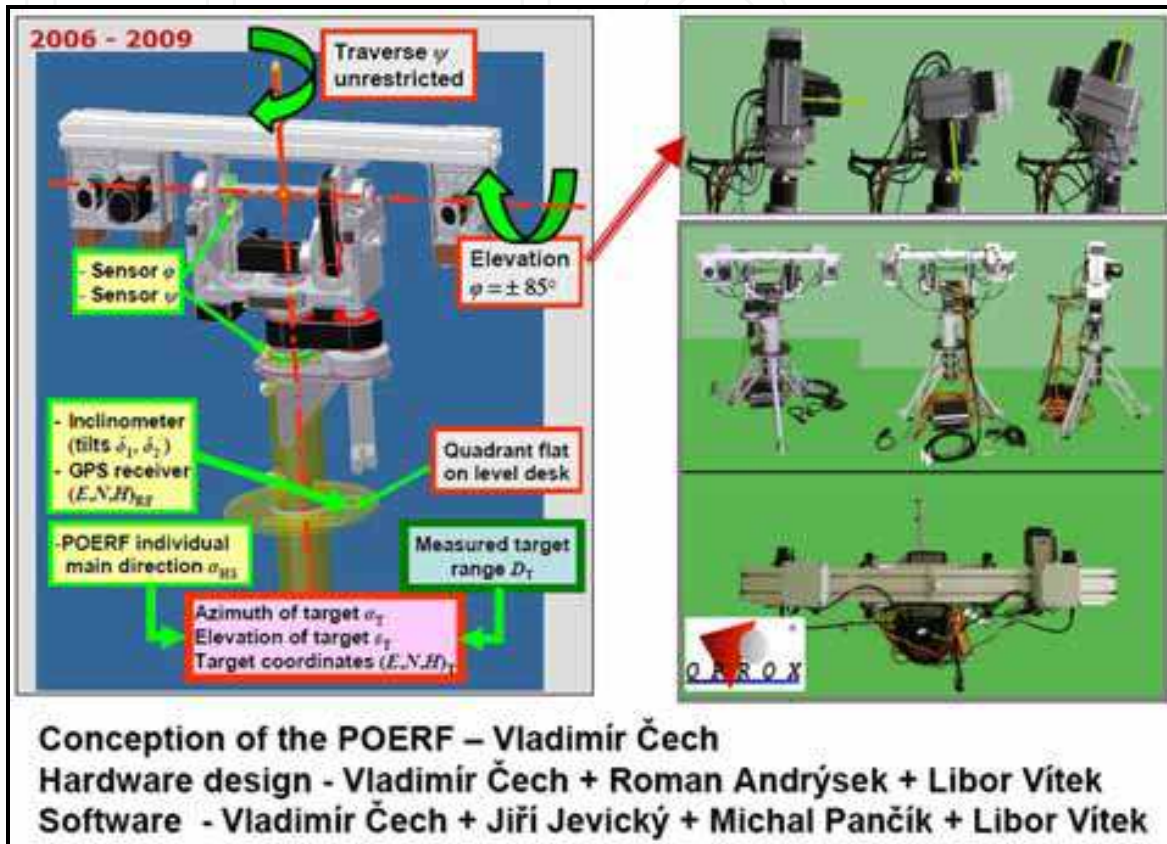 2006 - 2009
Traverse ψ
unrestricted
Elevation
φ = ± 85°
- Sensor φ
- Sensor ψ
- Inclinometer
(tilts δ₁, δ₂)
- GPS receiver
(E,N,H)RF
Quadrant flat
on level desk
-POERF individual
main direction αHS
Measured target
range DT
Azimuth of target αT
Elevation of target εT
Target coordinates (E,N,H)T
O P R O X
Conception of the POERF – Vladimír Čech
Hardware design - Vladimír Čech + Roman Andrýsek + Libor Vítek
Software - Vladimír Čech + Jiří Jevický + Michal Pančík + Libor Vítek